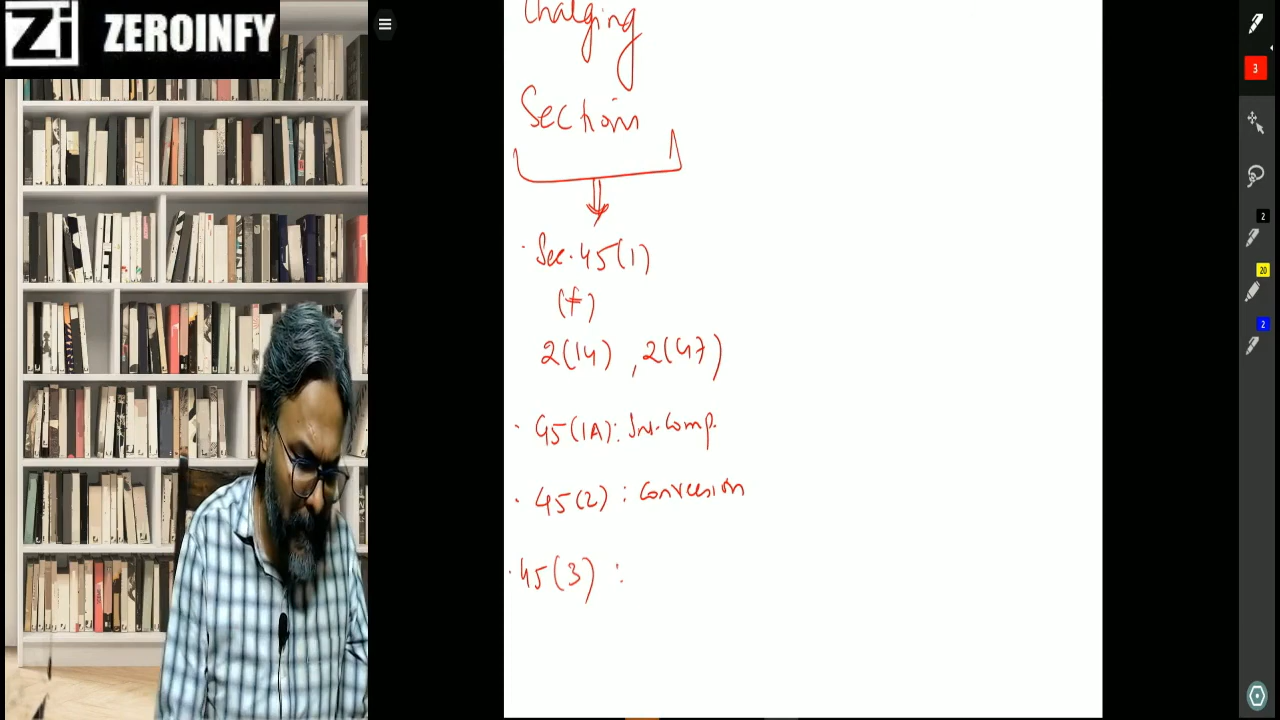 Zi ZEROINFY
Charging
Section
· Sec. 45(1)
(f)
2(14) , 2(47)
· 45(1A): Ins. Comp.
· 45(2) : Conversion
· 45(3) :
3
2
20
2